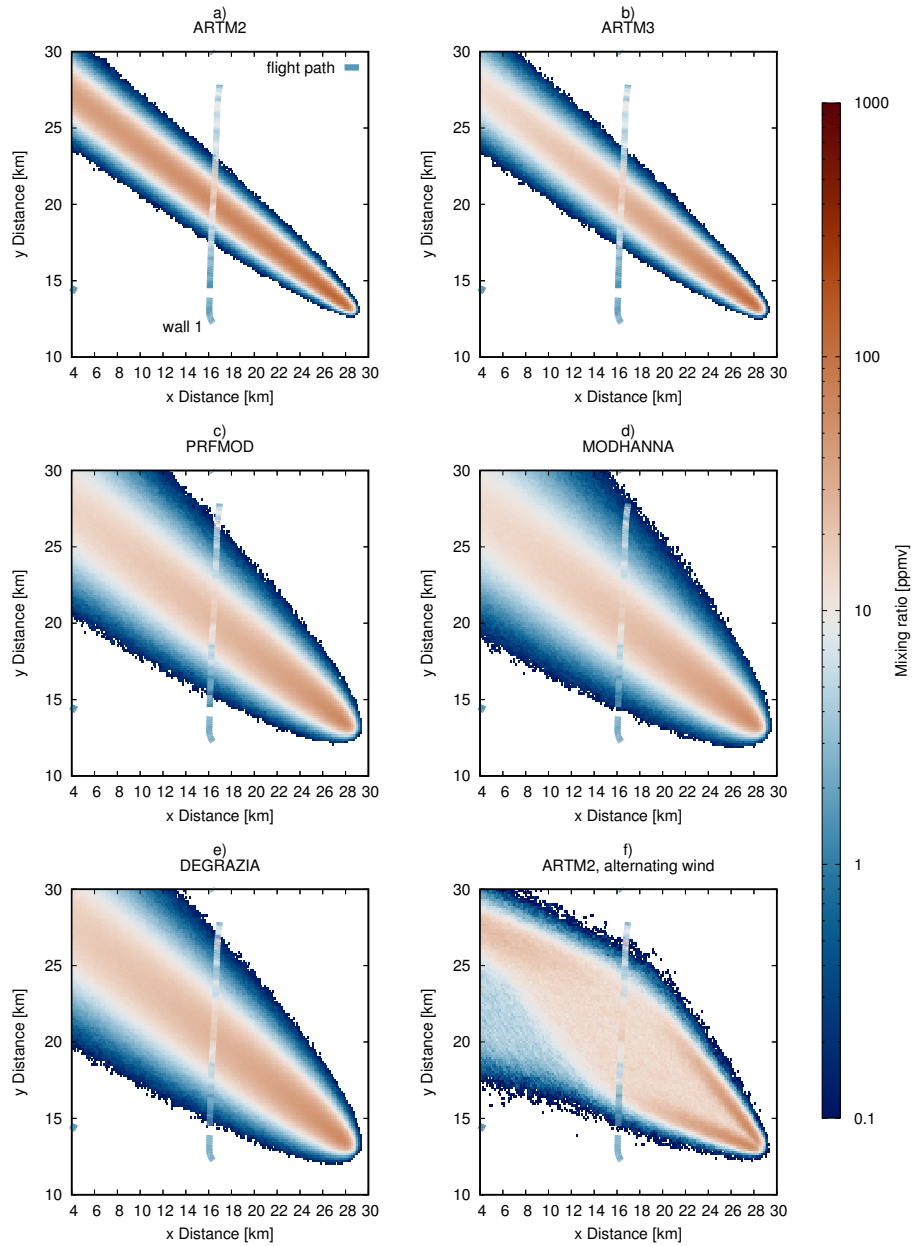 a)
ARTM2
30
25
20
15
10
4 6 8 10 12 14 16 18 20 22 24 26 28 30
y Distance [km]
x Distance [km]
flight path
wall 1
b)
ARTM3
30
25
20
15
10
4 6 8 10 12 14 16 18 20 22 24 26 28 30
y Distance [km]
x Distance [km]
c)
PRFMOD
30
25
20
15
10
4 6 8 10 12 14 16 18 20 22 24 26 28 30
y Distance [km]
x Distance [km]
d)
MODHANNA
30
25
20
15
10
4 6 8 10 12 14 16 18 20 22 24 26 28 30
y Distance [km]
x Distance [km]
e)
DEGRAZIA
30
25
20
15
10
4 6 8 10 12 14 16 18 20 22 24 26 28 30
y Distance [km]
x Distance [km]
f)
ARTM2, alternating wind
30
25
20
15
10
4 6 8 10 12 14 16 18 20 22 24 26 28 30
y Distance [km]
x Distance [km]
1000
100
10
1
0.1
Mixing ratio [ppmv]